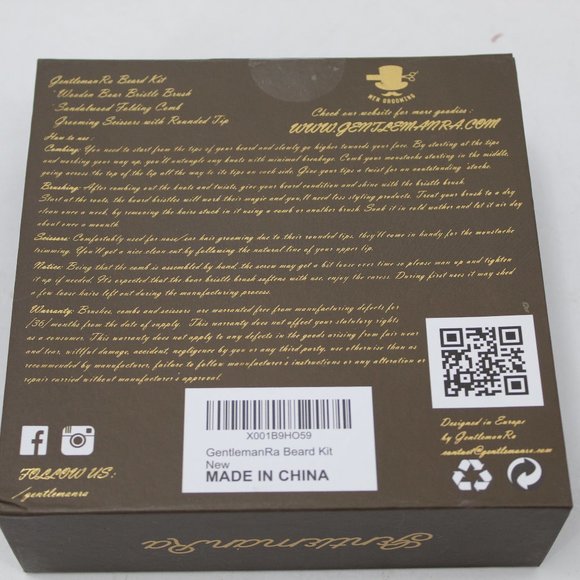 GentlemanRa Beard Kit
Wooden Boar Bristle Brush
Sandalwood Folding Comb
Grooming Scissors with Rounded Tip
MEN GROOMING
Check our website for more goodies :
WWW.GENTLEMANRA.COM
How to use :
Combing: You need to start from the tips of your beard and slowly go higher towards your face. By starting at the tips
and working your way up, you'll untangle any knots with minimal breakage. Comb your moustache starting in the middle,
going across the top of the lip all the way to its tips on each side. Give your tips a twist for an outstanding 'stache.
Brushing: After combing out the knots and twists, give your beard condition and shine with the bristle brush.
Start at the roots, the beard bristles will work their magic and you'll need less styling products. Treat your brush to a dry
clean once a week, by removing the hairs stuck in it using a comb or another brush. Soak it in cold water and let it air dry
about once a month
Scissors: Comfortably used for nose/ear hair grooming due to their rounded tips, they'll come in handy for the moustache
trimming. You'll get a nice clean cut by following the natural line of your upper lip.
Notice: Being that the comb is assembled by hand, the screw may get a bit loose over time so please man up and tighten
it up if needed. It's expected that the boar bristle brush softens with use, enjoy the caress. During first uses it may shed
a few loose hairs left out during the manufacturing process.
Warranty: Brushes, combs and scissors are warranted free from manufacturing defects for
/36/ months from the date of supply. This warranty does not affect your statutory rights
as a consumer. This warranty does not apply to any defects in the goods arising from fair wear
and tear, willful damage, accident, negligence by you or any third party, use otherwise than as
recommended by manufacturer, failure to follow manufacturer's instructions or any alteration or
repair carried without manufacturer's approval.
X001B9HO59
GentlemanRa Beard Kit
New
MADE IN CHINA
FOLLOW US:
/gentlemanra
Designed in Europe
by GentlemanRa
contact@gentlemanra.com
GentlemanRa